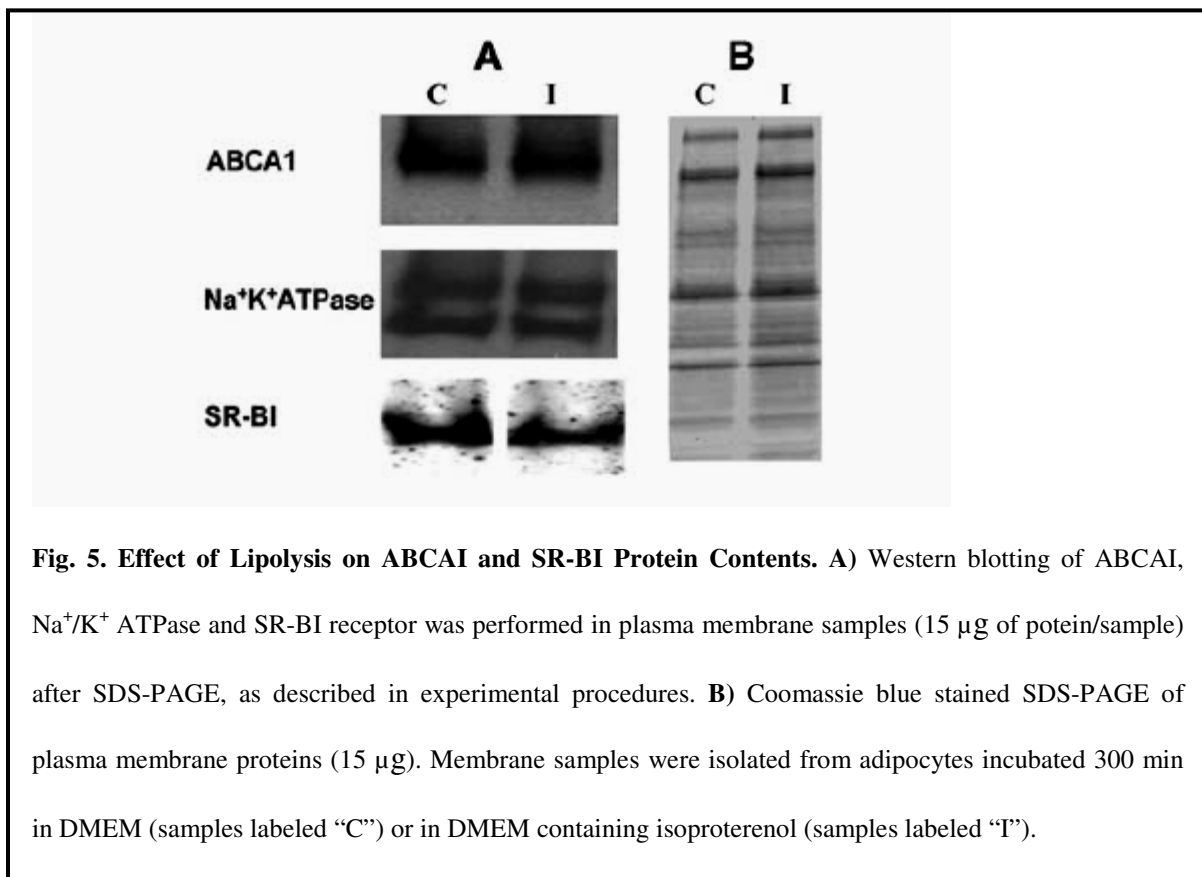 A B
C I C I
ABCA1
Na⁺K⁺ATPase
SR-BI
Fig. 5. Effect of Lipolysis on ABCAI and SR-BI Protein Contents. A) Western blotting of ABCAI,
Na⁺/K⁺ ATPase and SR-BI receptor was performed in plasma membrane samples (15 µg of potein/sample)
after SDS-PAGE, as described in experimental procedures. B) Coomassie blue stained SDS-PAGE of
plasma membrane proteins (15 µg). Membrane samples were isolated from adipocytes incubated 300 min
in DMEM (samples labeled “C”) or in DMEM containing isoproterenol (samples labeled “I”).